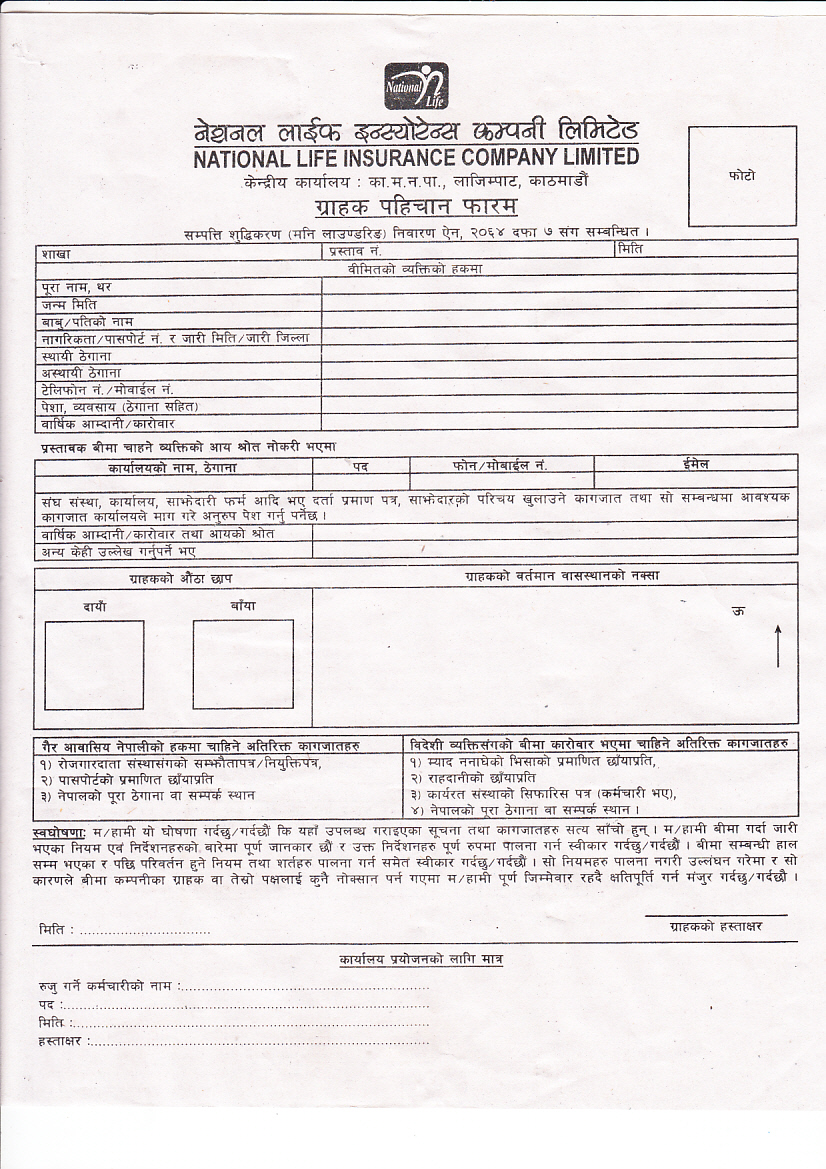 National Life
नेशनल लाईफ इन्स्योरेन्स कम्पनी लिमिटेड
NATIONAL LIFE INSURANCE COMPANY LIMITED
केन्द्रीय कार्यालय : का.म.न.पा., लाजिम्पाट, काठमाडौं
फोटो
ग्राहक पहिचान फारम
सम्पत्ति शुद्धिकरण (मनि लाउण्डरिङ) निवारण ऐन, २०६४ दफा ७ संग सम्बन्धित ।
शाखा प्रस्ताव नं. मिति
बीमितको व्यक्तिको हकमा
पूरा नाम, थर
जन्म मिति
बाबु/पतिको नाम
नागरिकता/पासपोर्ट नं. र जारी मिति/जारी जिल्ला
स्थायी ठेगाना
अस्थायी ठेगाना
टेलिफोन नं./मोवाईल नं.
पेशा, व्यवसाय (ठेगाना सहित)
वार्षिक आम्दानी/कारोवार
प्रस्तावक बीमा चाहने व्यक्तिको आय श्रोत नोकरी भएमा
कार्यालयको नाम, ठेगाना पद फोन/मोबाईल नं. ईमेल
संघ संस्था, कार्यालय, साझेदारी फर्म आदि भए दर्ता प्रमाण पत्र, साझेदारको परिचय खुलाउने कागजात तथा सो सम्बन्धमा आवश्यक
कागजात कार्यालयले माग गरे अनुरुप पेश गर्नु पर्नेछ ।
वार्षिक आम्दानी/कारोवार तथा आयको श्रोत
अन्य केही उल्लेख गर्नुपर्ने भए
ग्राहकको औंठा छाप ग्राहकको वर्तमान वासस्थानको नक्सा
दायाँ बाँया
ऊ
गैर आवासिय नेपालीको हकमा चाहिने अतिरिक्त कागजातहरु
१) रोजगारदाता संस्थासंगको सम्झौतापत्र/नियुक्तिपत्र,
२) पासपोर्टको प्रमाणित छाँयाप्रति
३) नेपालको पूरा ठेगाना वा सम्पर्क स्थान
विदेशी व्यक्तिसंगको बीमा कारोवार भएमा चाहिने अतिरिक्त कागजातहरु
१) म्याद ननाघेको भिसाको प्रमाणित छाँयाप्रति,
२) राहदानीको छाँयाप्रति
३) कार्यरत संस्थाको सिफारिस पत्र (कर्मचारी भए),
४) नेपालको पूरा ठेगाना वा सम्पर्क स्थान ।
स्वघोषणा: म/हामी यो घोषणा गर्दछु/गर्दछौं कि यहाँ उपलब्ध गराइएका सूचना तथा कागजातहरु सत्य साँचो हुन् । म/हामी बीमा गर्दा जारी
भएका नियम एवं निर्देशनहरुको बारेमा पूर्ण जानकार छौं र उक्त निर्देशनहरु पूर्ण रुपमा पालना गर्न स्वीकार गर्दछु/गर्दछौं । बीमा सम्बन्धी हाल
सम्म भएका र पछि परिवर्तन हुने नियम तथा शर्तहरु पालना गर्न समेत स्वीकार गर्दछु/गर्दछौं । सो नियमहरु पालना नगरी उल्लंघन गरेमा र सो
कारणले बीमा कम्पनीका ग्राहक वा तेस्रो पक्षलाई कुनै नोक्सान पर्न गएमा म/हामी पूर्ण जिम्मेवार रहदै क्षतिपूर्ति गर्न मंजुर गर्दछु/गर्दछौ ।
मिति : ................................
ग्राहकको हस्ताक्षर
कार्यालय प्रयोजनको लागि मात्र
रुजु गर्ने कर्मचारीको नाम :..............................................................
पद :...........................................................................................
मिति :.........................................................................................
हस्ताक्षर :.....................................................................................